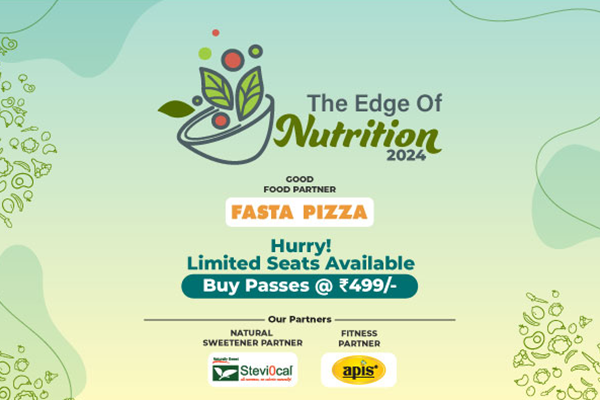 The Edge Of
Nutrition
2024
GOOD
FOOD PARTNER
FASTA PIZZA
Hurry!
Limited Seats Available
Buy Passes @ ₹499/-
Our Partners
NATURAL
SWEETENER PARTNER
FITNESS
PARTNER
Stevi0cal
apis